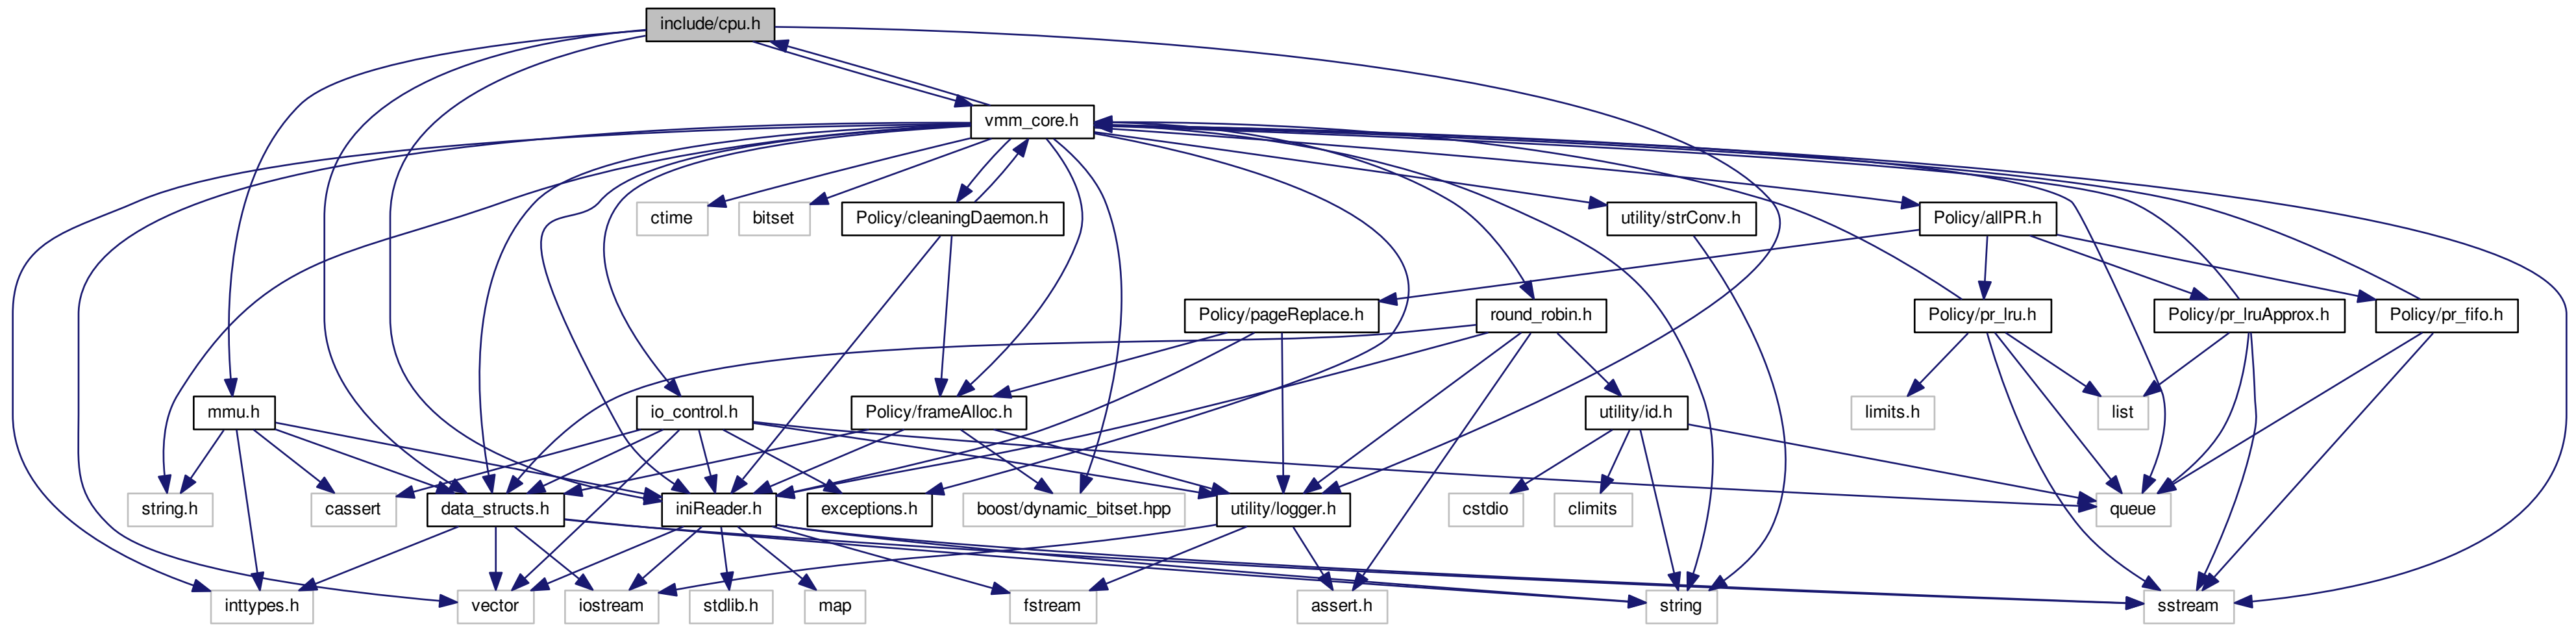 include/cpu.h
vmm_core.h
ctime
bitset
Policy/cleaningDaemon.h
utility/strConv.h
Policy/allPR.h
Policy/pageReplace.h
round_robin.h
Policy/pr_lru.h
Policy/pr_lruApprox.h
Policy/pr_fifo.h
mmu.h
io_control.h
Policy/frameAlloc.h
utility/id.h
limits.h
list
string.h
cassert
data_structs.h
iniReader.h
exceptions.h
boost/dynamic_bitset.hpp
utility/logger.h
cstdio
climits
queue
inttypes.h
vector
iostream
stdlib.h
map
fstream
assert.h
string
sstream